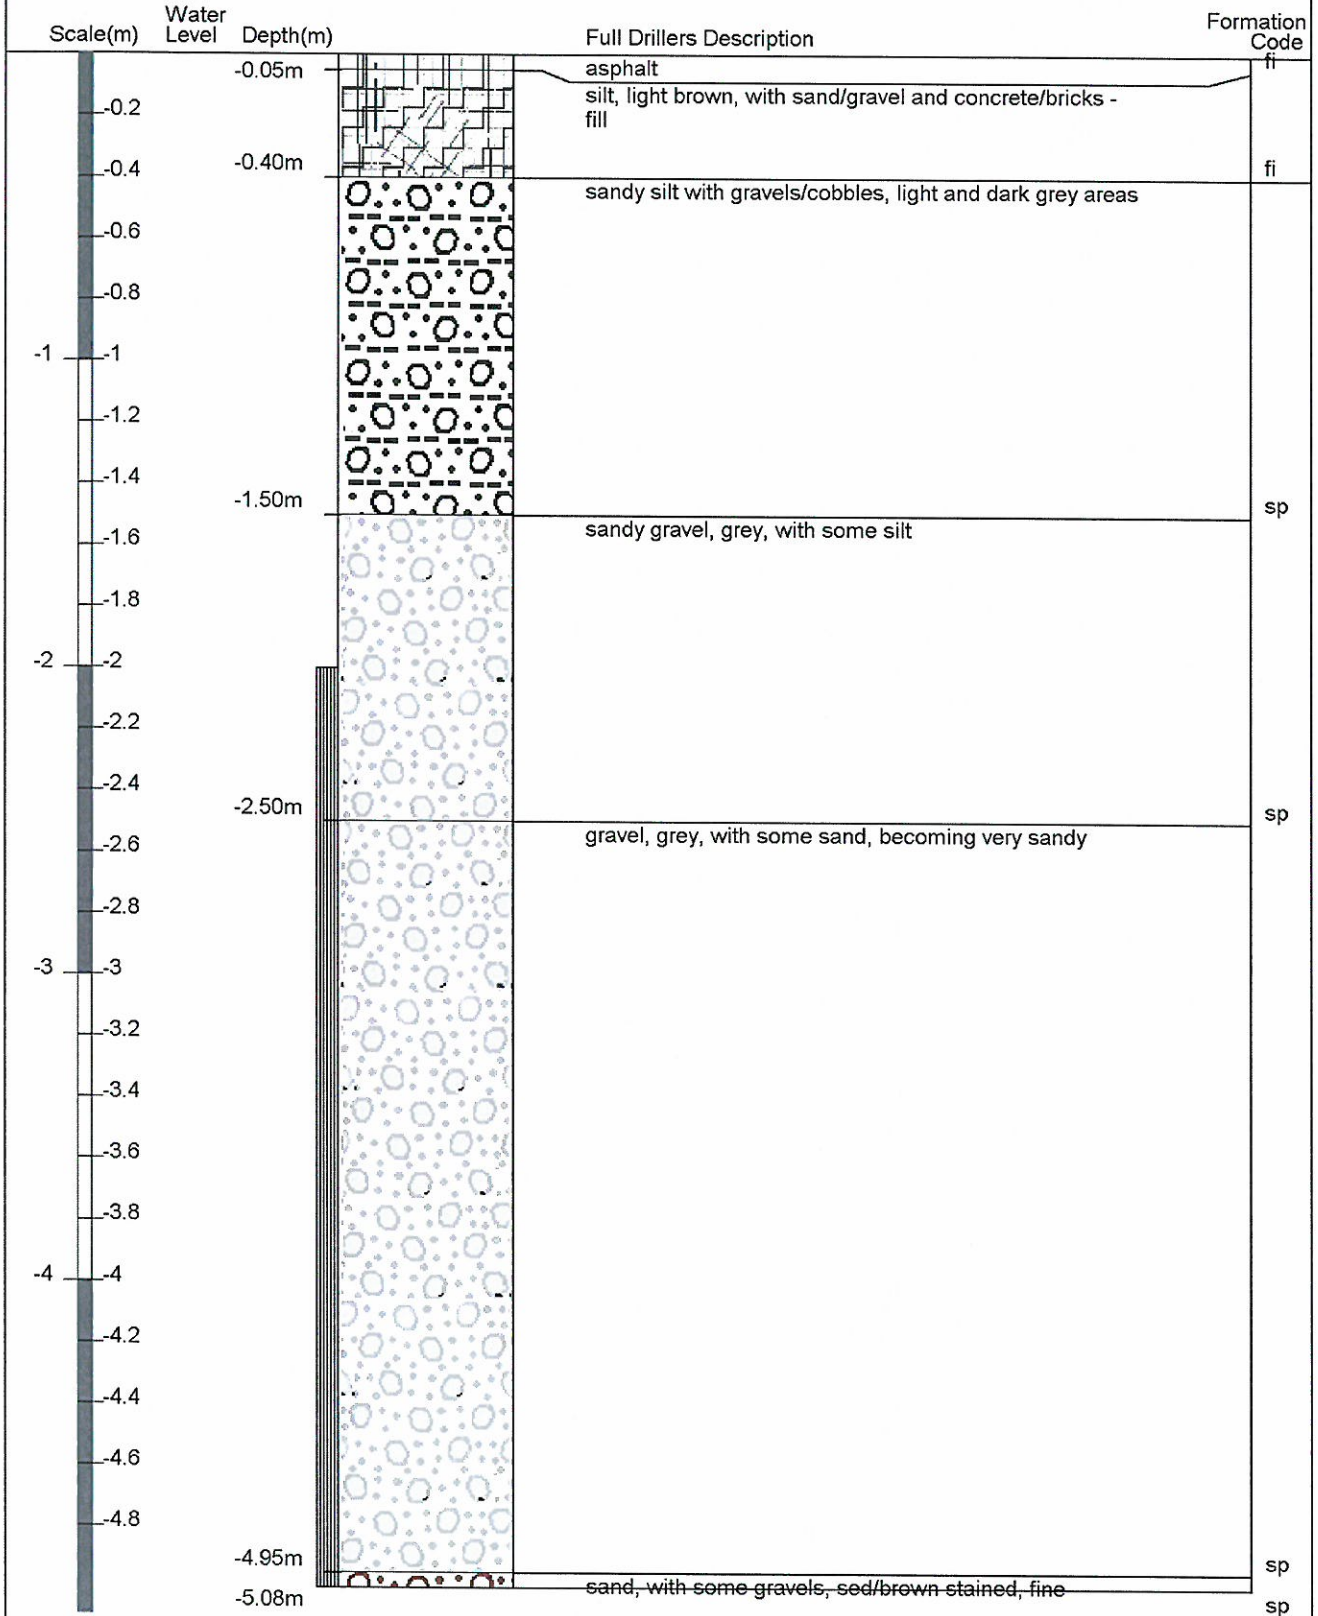 Scale(m) Water Level Depth(m) Full Drillers Description Formation Code
-0.05m asphalt fi
silt, light brown, with sand/gravel and concrete/bricks -
-0.2
fill
-0.40m fi
-0.4
sandy silt with gravels/cobbles, light and dark grey areas
-0.6
-0.8
-1 -1
-1.2
-1.4
-1.50m sp
sandy gravel, grey, with some silt
-1.6
-1.8
-2 -2
-2.2
-2.4
-2.50m sp
gravel, grey, with some sand, becoming very sandy
-2.6
-2.8
-3 -3
-3.2
-3.4
-3.6
-3.8
-4 -4
-4.2
-4.4
-4.6
-4.8
-4.95m sp
sand, with some gravels, sed/brown stained, fine
-5.08m sp